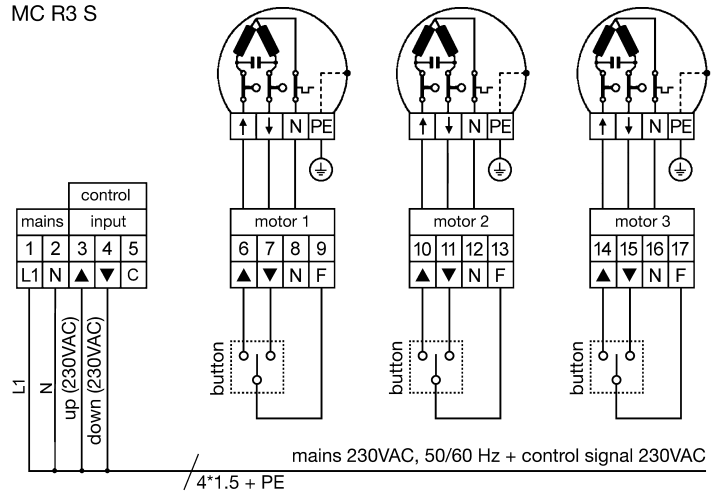 MC R3 S
↑ ↓ N PE
↑ ↓ N PE
↑ ↓ N PE
control
mains input
1 2 3 4 5
L1 N ▲ ▼ C
motor 1
6 7 8 9
▲ ▼ N F
motor 2
10 11 12 13
▲ ▼ N F
motor 3
14 15 16 17
▲ ▼ N F
L1
N
up (230VAC)
down (230VAC)
button
button
button
mains 230VAC, 50/60 Hz + control signal 230VAC
4*1.5 + PE